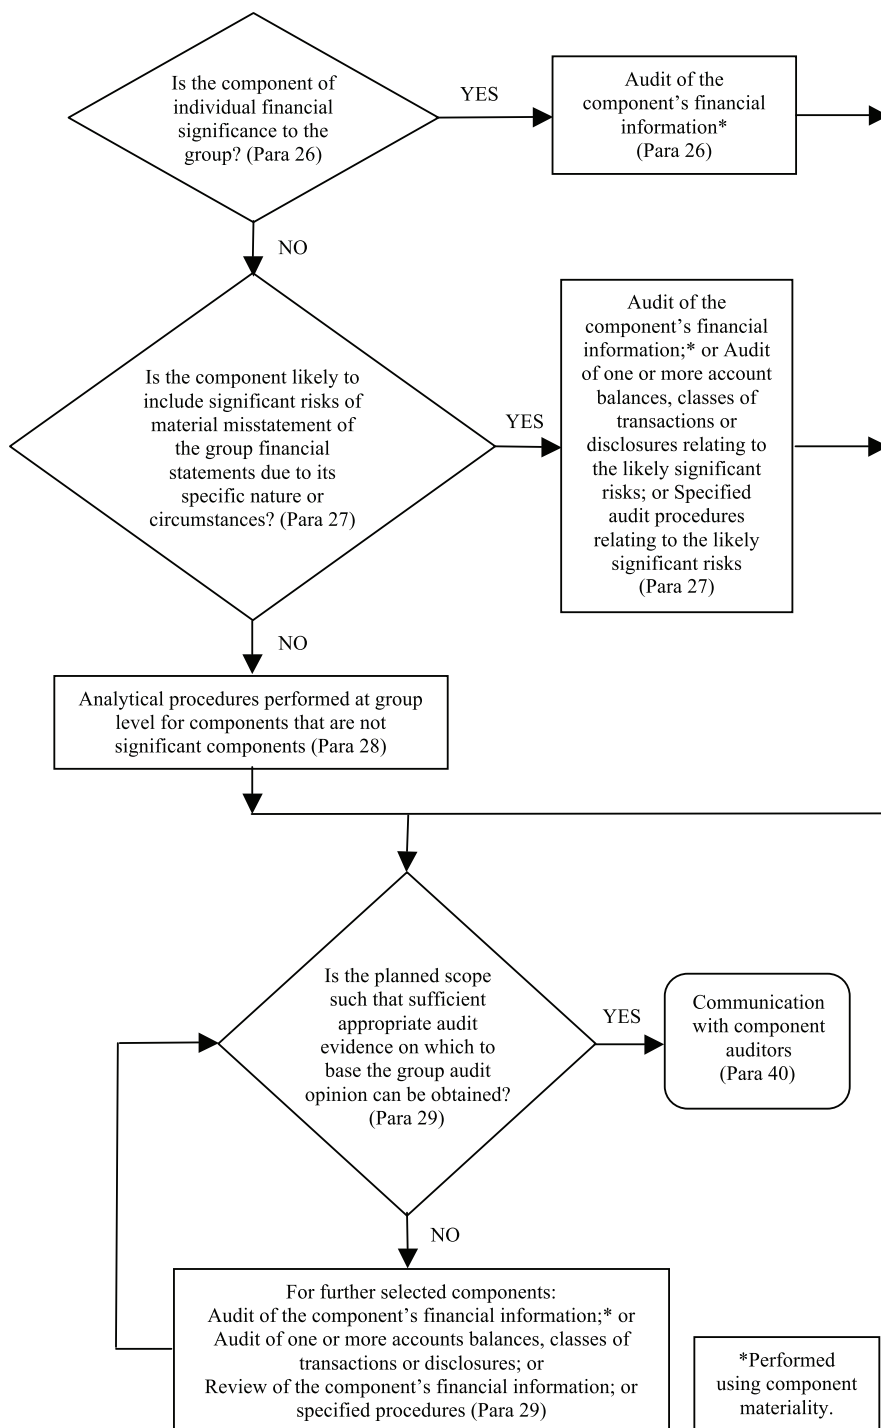 Is the component of
individual financial
significance to the
group? (Para 26)
YES
Audit of the
component’s financial
information*
(Para 26)
NO
Is the component likely to
include significant risks of
material misstatement of
the group financial
statements due to its
specific nature or
circumstances? (Para 27)
YES
Audit of the
component’s financial
information;* or Audit
of one or more account
balances, classes of
transactions or
disclosures relating to
the likely significant
risks; or Specified
audit procedures
relating to the likely
significant risks
(Para 27)
NO
Analytical procedures performed at group
level for components that are not
significant components (Para 28)
Is the planned scope
such that sufficient
appropriate audit
evidence on which to
base the group audit
opinion can be obtained?
(Para 29)
YES
Communication
with component
auditors
(Para 40)
NO
For further selected components:
Audit of the component’s financial information;* or
Audit of one or more accounts balances, classes of
transactions or disclosures; or
Review of the component’s financial information; or
specified procedures (Para 29)
*Performed
using component
materiality.